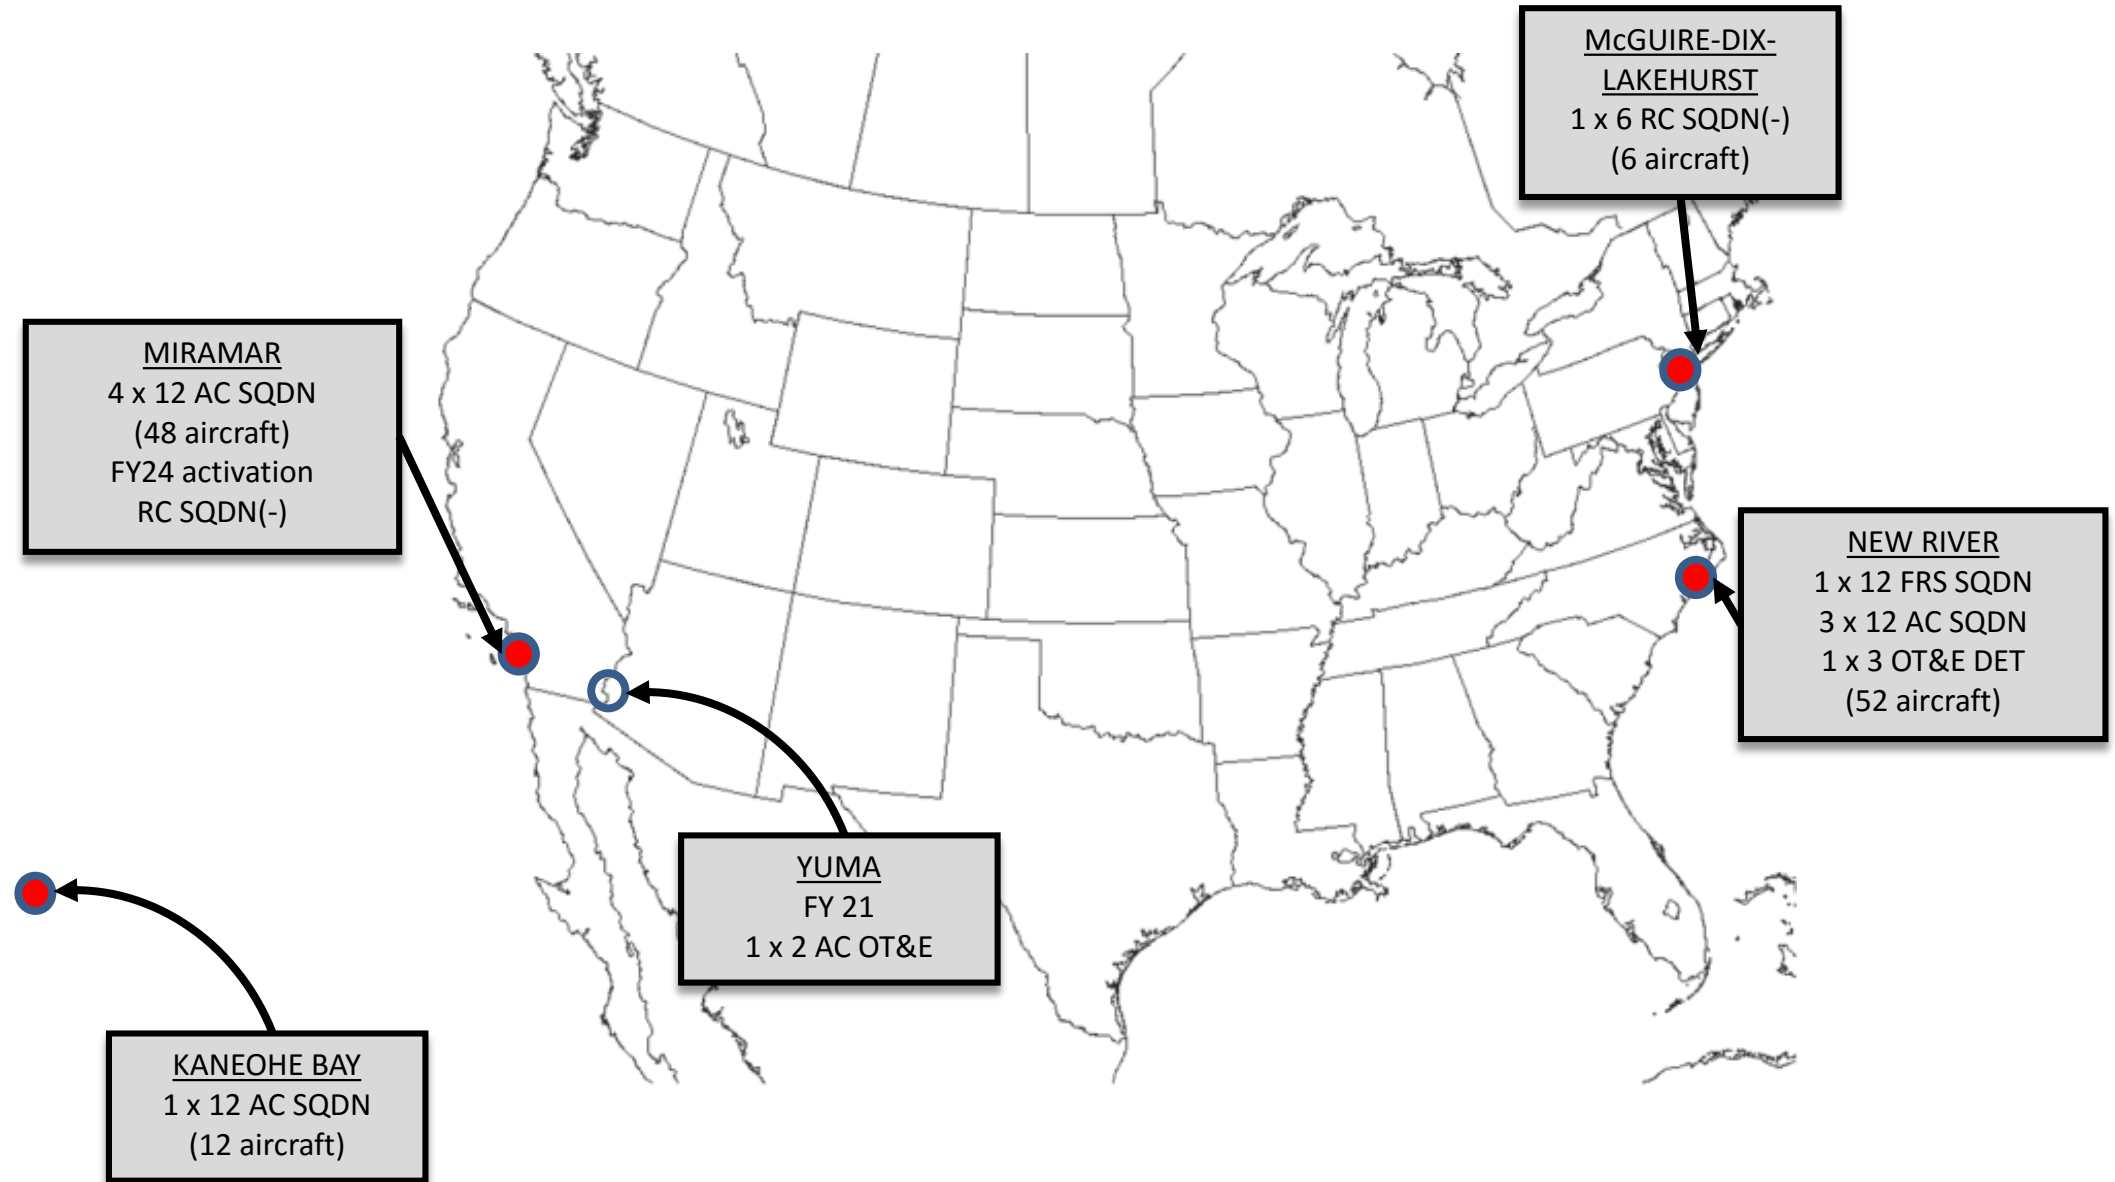 McGUIRE-DIX-
LAKEHURST
1 x 6 RC SQDN(-)
(6 aircraft)
MIRAMAR
4 x 12 AC SQDN
(48 aircraft)
FY24 activation
RC SQDN(-)
NEW RIVER
1 x 12 FRS SQDN
3 x 12 AC SQDN
1 x 3 OT&E DET
(52 aircraft)
YUMA
FY 21
1 x 2 AC OT&E
KANEOHE BAY
1 x 12 AC SQDN
(12 aircraft)